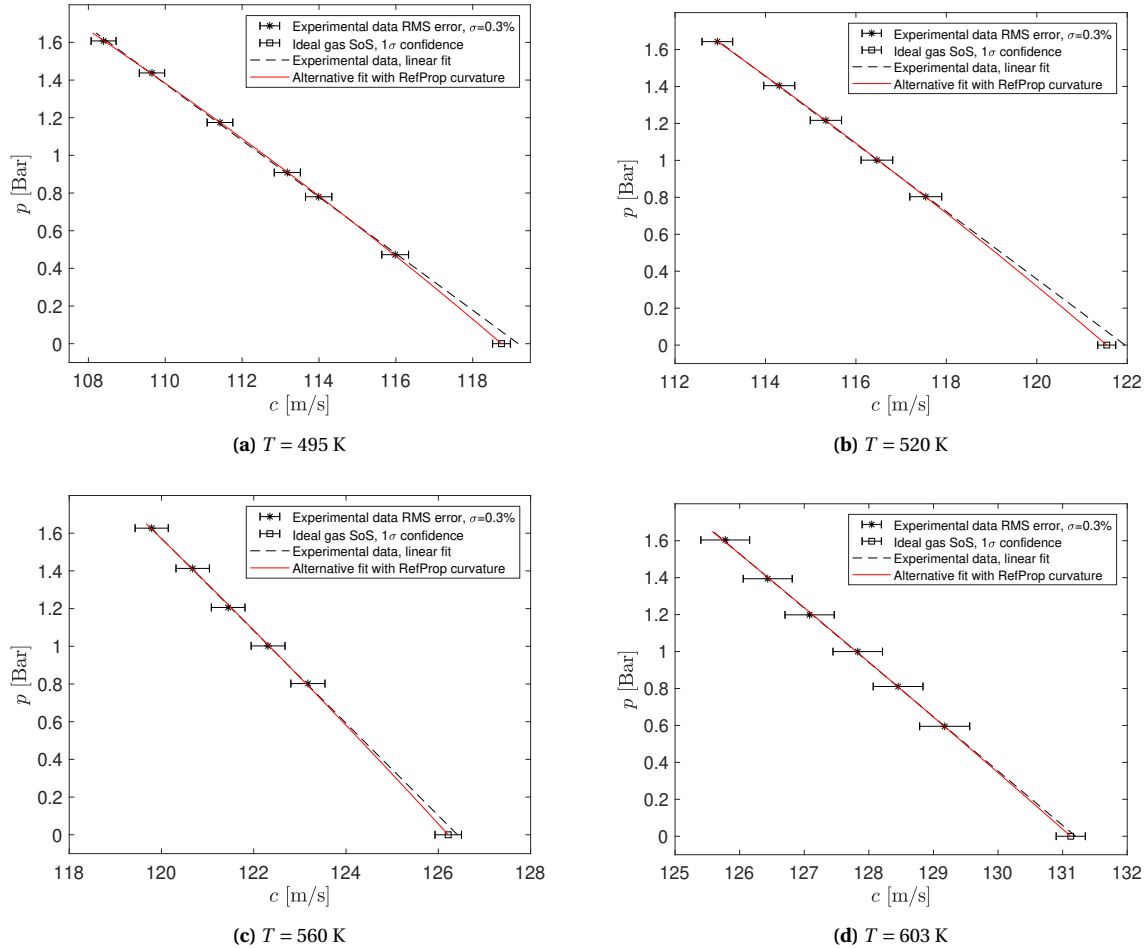 Experimental data RMS error, σ=0.3%
Ideal gas SoS, 1σ confidence
Experimental data, linear fit
Alternative fit with RefProp curvature
1.6
1.4
1.2
1
0.8
0.6
0.4
0.2
0
p [Bar]
108 110 112 114 116 118
c [m/s]
(a) T = 495 K
Experimental data RMS error, σ=0.3%
Ideal gas SoS, 1σ confidence
Experimental data, linear fit
Alternative fit with RefProp curvature
1.6
1.4
1.2
1
0.8
0.6
0.4
0.2
0
p [Bar]
112 114 116 118 120 122
c [m/s]
(b) T = 520 K
Experimental data RMS error, σ=0.3%
Ideal gas SoS, 1σ confidence
Experimental data, linear fit
Alternative fit with RefProp curvature
1.6
1.4
1.2
1
0.8
0.6
0.4
0.2
0
p [Bar]
118 120 122 124 126 128
c [m/s]
(c) T = 560 K
Experimental data RMS error, σ=0.3%
Ideal gas SoS, 1σ confidence
Experimental data, linear fit
Alternative fit with RefProp curvature
1.6
1.4
1.2
1
0.8
0.6
0.4
0.2
0
p [Bar]
125 126 127 128 129 130 131 132
c [m/s]
(d) T = 603 K